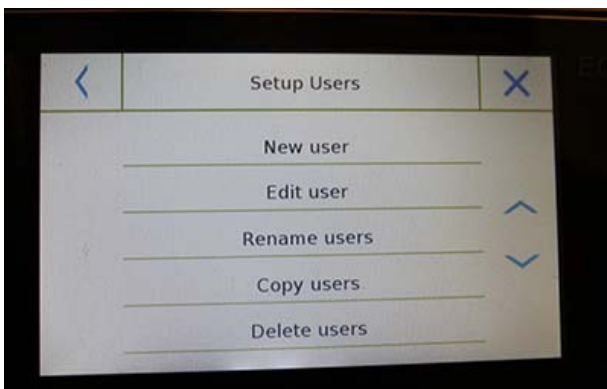 Setup Users
New user
Edit user
Rename users
Copy users
Delete users